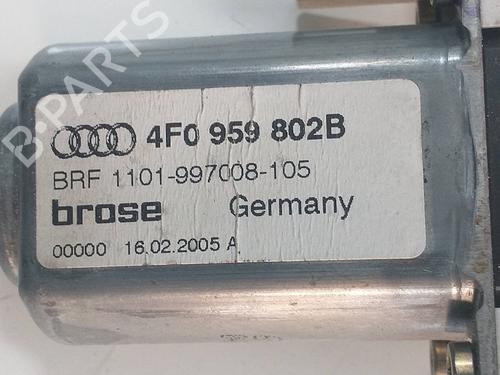 4F0 959 802B
BRF 1101-997008-105
brose Germany
00000 16.02.2005 A.
B-PARTS